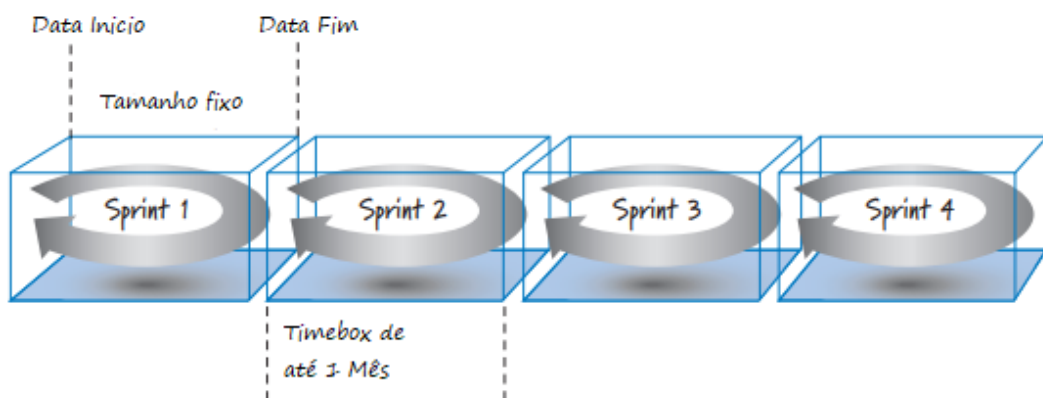 Data Inicio
Data Fim
Tamanho fixo
Sprint 1
Sprint 2
Sprint 3
Sprint 4
Timebox de
até 1 Mês